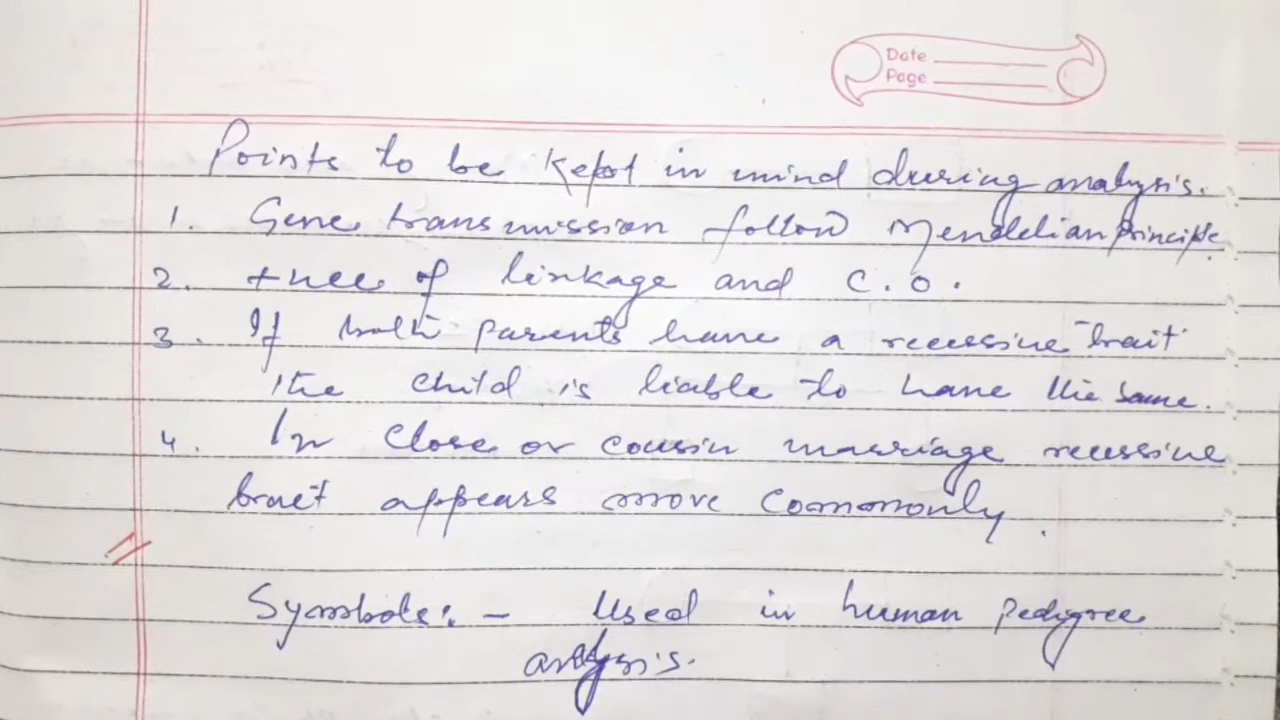 Date
Page
Points to be kept in mind during analysis.
1. Gene transmission follow Mendelian principle.
2. free of linkage and C.O.
3. If both parents have a recessive trait
the child is liable to have the same.
4. In close or cousin marriage recessive
trait appears more commonly.
Symbols:- Used in human pedigree
analysis.